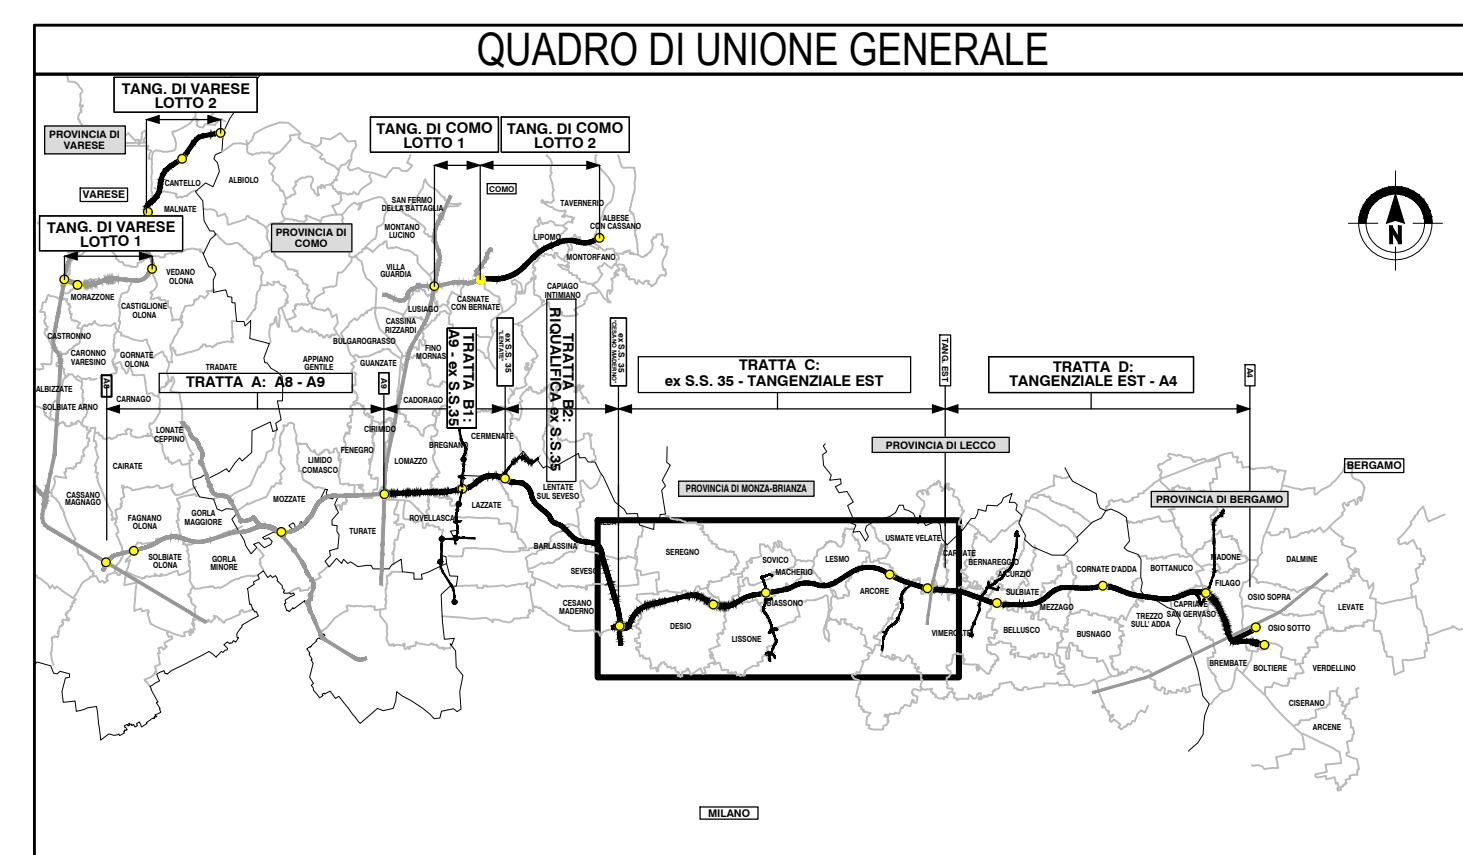 QUADRO DI UNIONE GENERALE
TANG. DI VARESE
LOTTO 2
PROVINCIA DI
VARESE
TANG. DI COMO
LOTTO 1
TANG. DI COMO
LOTTO 2
CANTELLO
ALBIOLO
VARESE
MALNATE
COMO
SAN FERMO
DELLA BATTAGLIA
TAVERNERIO
ALBESE
CON CASSANO
TANG. DI VARESE
LOTTO 1
PROVINCIA DI
COMO
MONTANO
LUCINO
LIPOMO
MONTORFANO
N
VEDANO
OLONA
VILLA
GUARDIA
MORAZZONE
CASTIGLIONE
OLONA
LUSIAGO
CASNATE
CON BERNATE
CAPIAGO
INTIMIANO
CASSINA
RIZZARDI
CASTRONNO
BULGAROGRASSO
CARONNO
VARESINO
GORNATE
OLONA
TRADATE
APPIANO
GENTILE
GUANZATE
FINO
MORNAS
TRATTA B1:
A9 - ex S.S.35
ex S.S. 35
"LENTATE"
TRATTA B2:
RIQUALIFICA ex S.S.35
ex S.S. 35
"CESANO MADERNO"
TRATTA C:
ex S.S. 35 - TANGENZIALE EST
TANG. EST
TRATTA D:
TANGENZIALE EST - A4
A4
ALBIZZATE
A8
TRATTA A: A8 - A9
A9
SOLBIATE ARNO
CARNAGO
CADORAGO
LONATE
CEPPINO
CIRIMIDO
BREGNANO
CERMENATE
PROVINCIA DI LECCO
FENEGRO
CAIRATE
LIMIDO
COMASCO
LOMAZZO
BERGAMO
CASSANO
MAGNAGO
MOZZATE
LAZZATE
LENTATE
SUL SEVESO
PROVINCIA DI MONZA-BRIANZA
PROVINCIA DI BERGAMO
FAGNANO
OLONA
GORLA
MAGGIORE
TURATE
ROVELLASCA
USMATE VELATE
SOLBIATE
OLONA
GORLA
MINORE
BARLASSINA
SEREGNO
SOVICO
LESMO
CARNATE
BERNAREGGIO
MADONE
DALMINE
SEVESO
MACHERIO
AICURZIO
CORNATE D'ADDA
BOTTANUCO
FILAGO
CESANO
MADERNO
BIASSONO
ARCORE
SULBIATE
MEZZAGO
CAPRIATE
SAN GERVASO
OSIO SOPRA
LEVATE
DESIO
LISSONE
VIMERCATE
BELLUSCO
BUSNAGO
TREZZO
SULL' ADDA
OSIO SOTTO
BREMBATE
BOLTIERE
VERDELLINO
CISERANO
ARCENE
MILANO